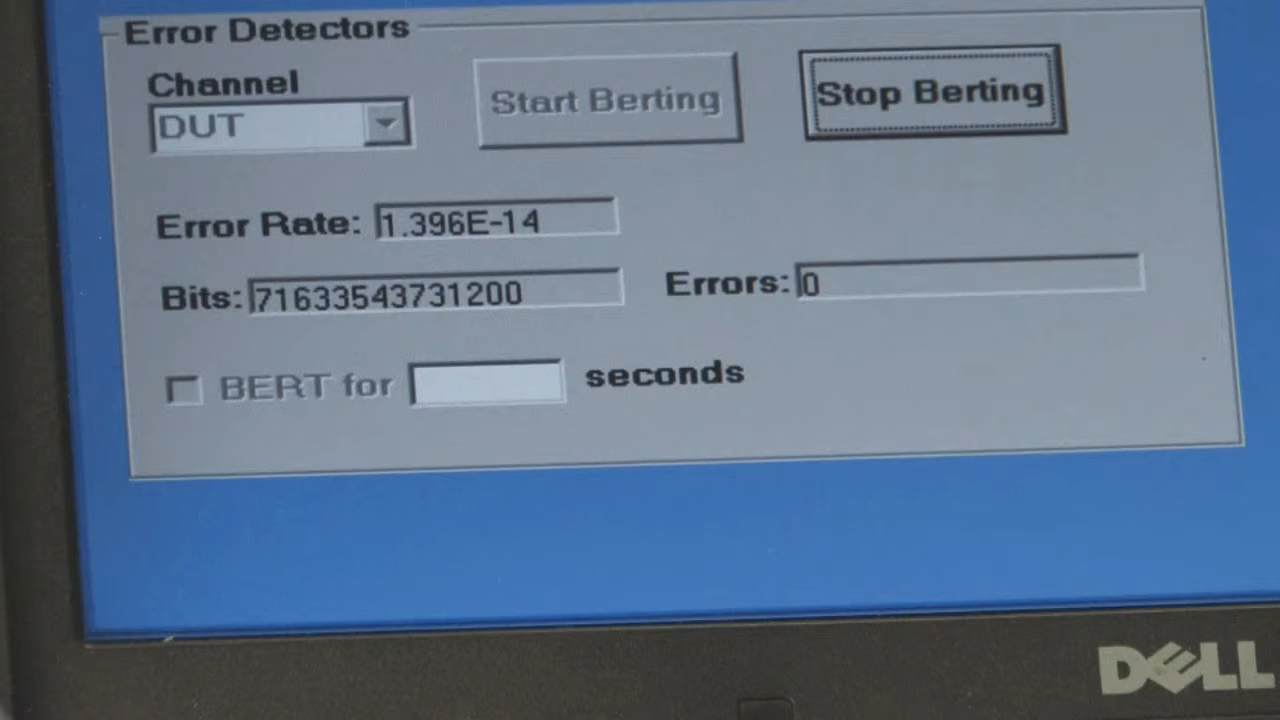 Error Detectors
Channel
DUT
Start Berting
Stop Berting
Error Rate: 1.396E-14
Bits: 71633543731200
Errors: 0
BERT for seconds
DELL